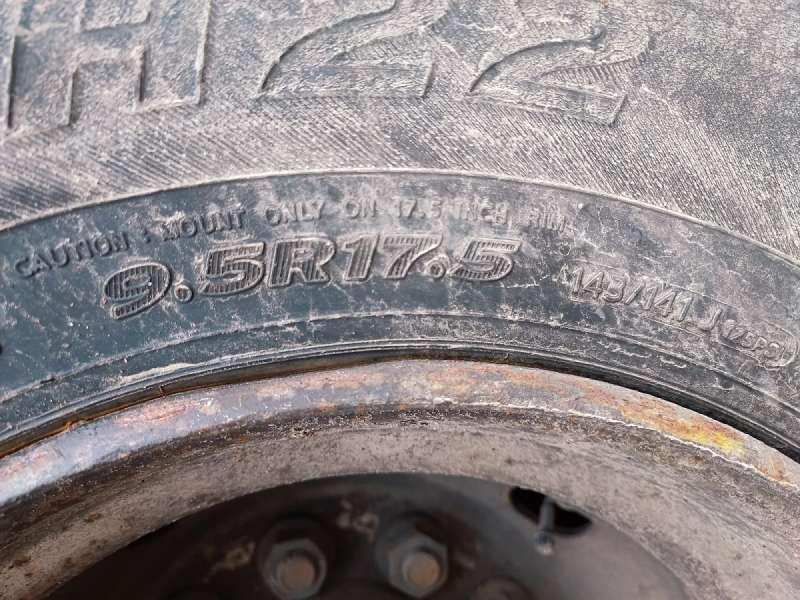 H22
CAUTION : MOUNT ONLY ON 17.5 INCH RIM
9.5R17.5
143/141J